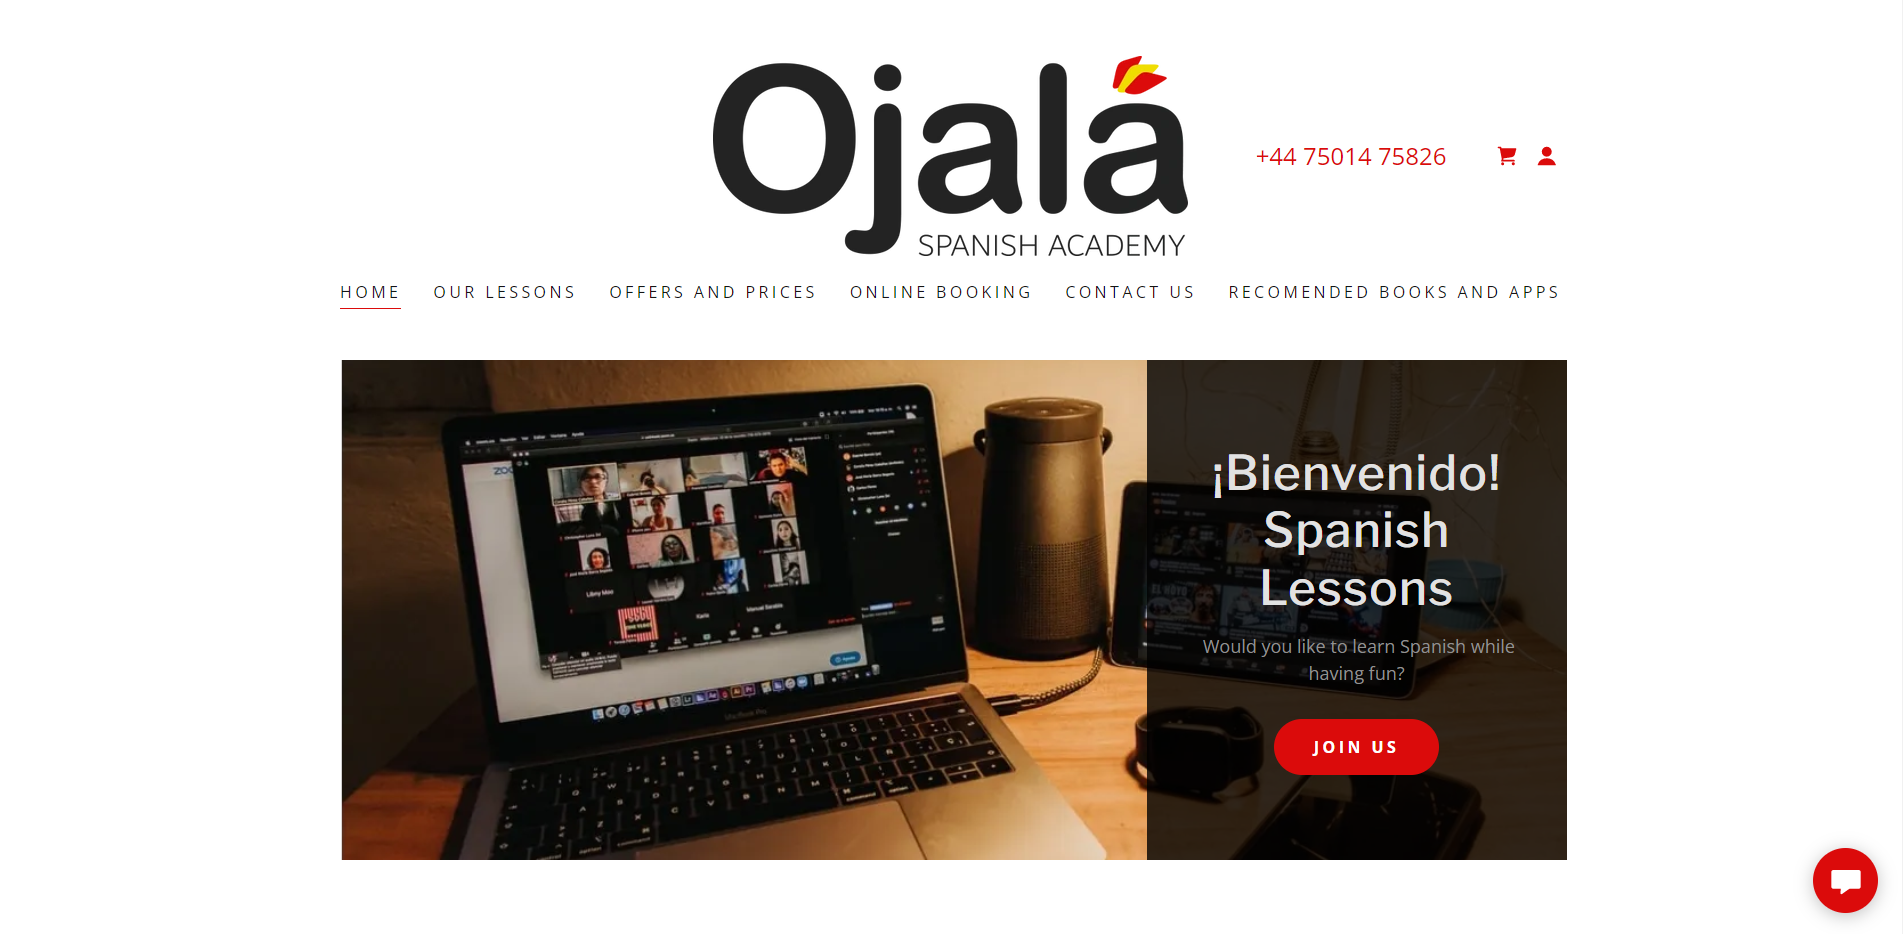 Ojalá
SPANISH ACADEMY
+44 75014 75826
HOME
OUR LESSONS
OFFERS AND PRICES
ONLINE BOOKING
CONTACT US
RECOMENDED BOOKS AND APPS
¡Bienvenido!
Spanish
Lessons
Would you like to learn Spanish while
having fun?
JOIN US